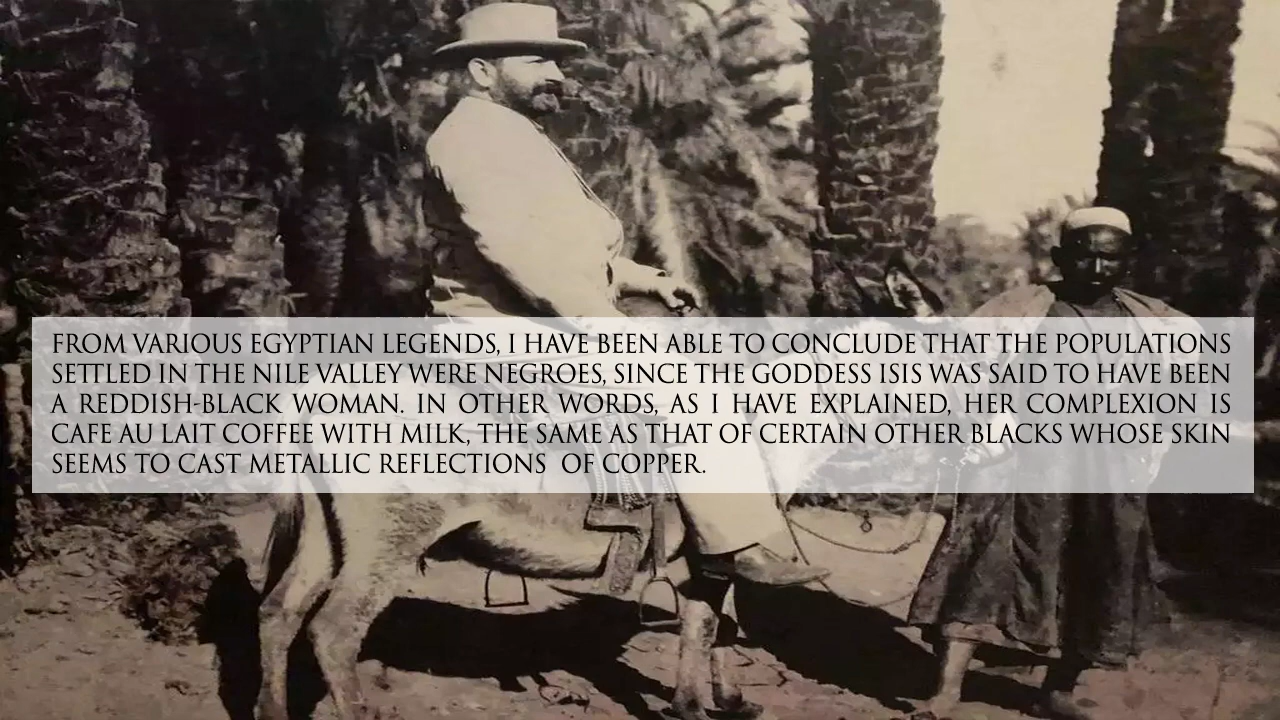 FROM VARIOUS EGYPTIAN LEGENDS, I HAVE BEEN ABLE TO CONCLUDE THAT THE POPULATIONS
SETTLED IN THE NILE VALLEY WERE NEGROES, SINCE THE GODDESS ISIS WAS SAID TO HAVE BEEN
A REDDISH-BLACK WOMAN. IN OTHER WORDS, AS I HAVE EXPLAINED, HER COMPLEXION IS
CAFE AU LAIT COFFEE WITH MILK, THE SAME AS THAT OF CERTAIN OTHER BLACKS WHOSE SKIN
SEEMS TO CAST METALLIC REFLECTIONS OF COPPER.